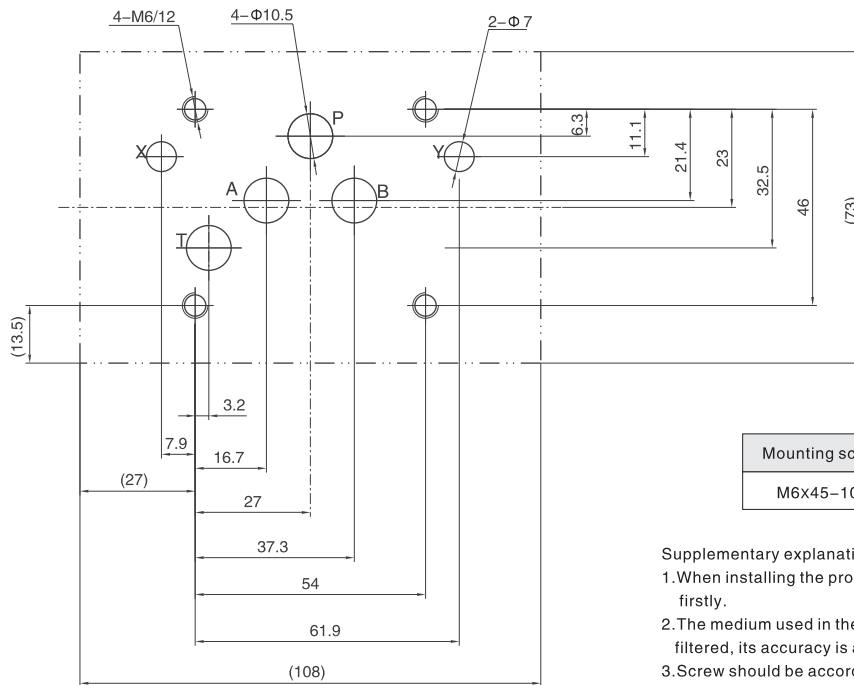 4-M6/12
4-Φ10.5
2-Φ7
P
X
Y
A
B
T
6.3
11.1
21.4
23
32.5
46
(73)
(13.5)
3.2
7.9
16.7
(27)
27
37.3
54
61.9
(108)
Mounting sc
M6x45-10
Supplementary explanati
1.When installing the pro
firstly.
2.The medium used in the
filtered, its accuracy is a
3.Screw should be accord